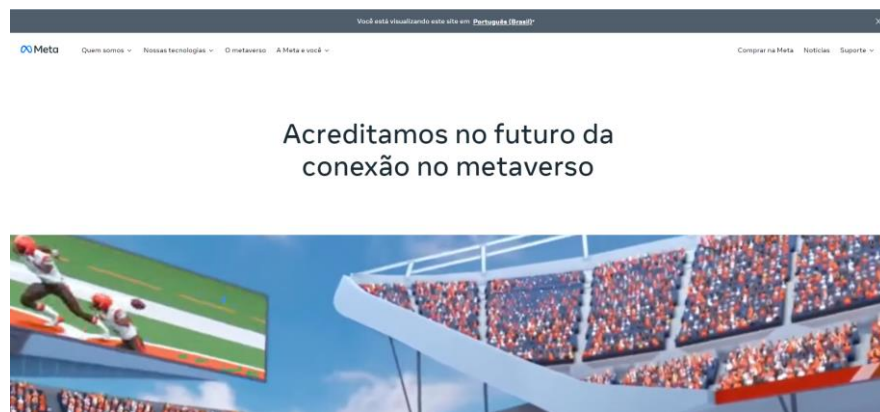 Você está visualizando este site em Português (Brasil)
Meta Quem somos Nossas tecnologias O metaverso A Meta e você Comprar na Meta Notícias Suporte
Acreditamos no futuro da
conexão no metaverso